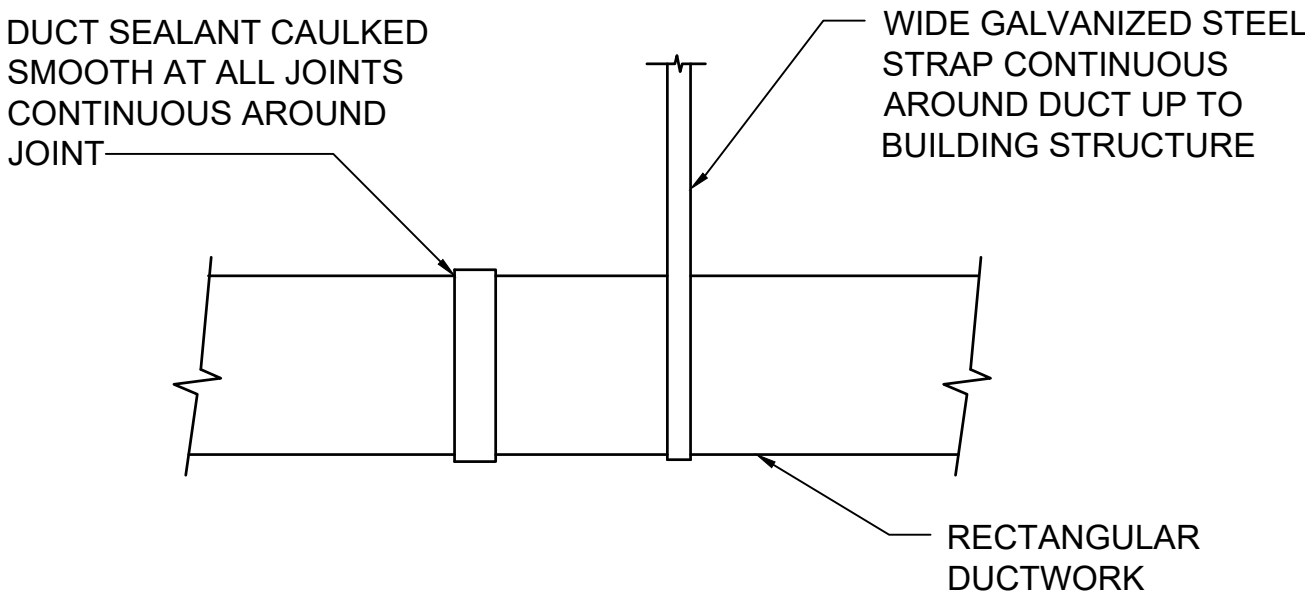 DUCT SEALANT CAULKED
SMOOTH AT ALL JOINTS
CONTINUOUS AROUND
JOINT
WIDE GALVANIZED STEEL
STRAP CONTINUOUS
AROUND DUCT UP TO
BUILDING STRUCTURE
RECTANGULAR
DUCTWORK